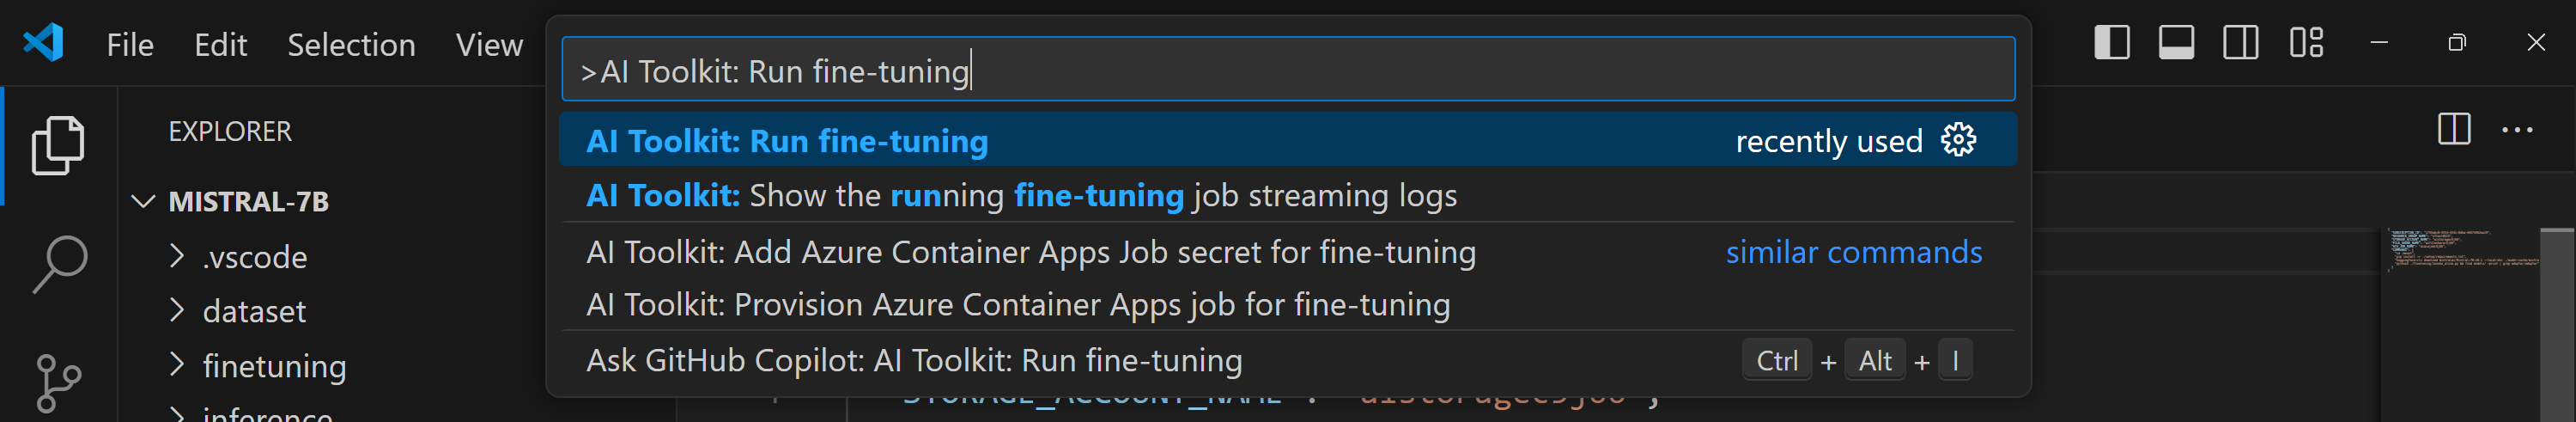 File Edit Selection View
>AI Toolkit: Run fine-tuning
AI Toolkit: Run fine-tuning recently used
AI Toolkit: Show the running fine-tuning job streaming logs
AI Toolkit: Add Azure Container Apps Job secret for fine-tuning similar commands
AI Toolkit: Provision Azure Container Apps job for fine-tuning
Ask GitHub Copilot: AI Toolkit: Run fine-tuning Ctrl + Alt + I
EXPLORER
MISTRAL-7B
.vscode
dataset
finetuning
inference
STORAGE_ACCOUNT_NAME